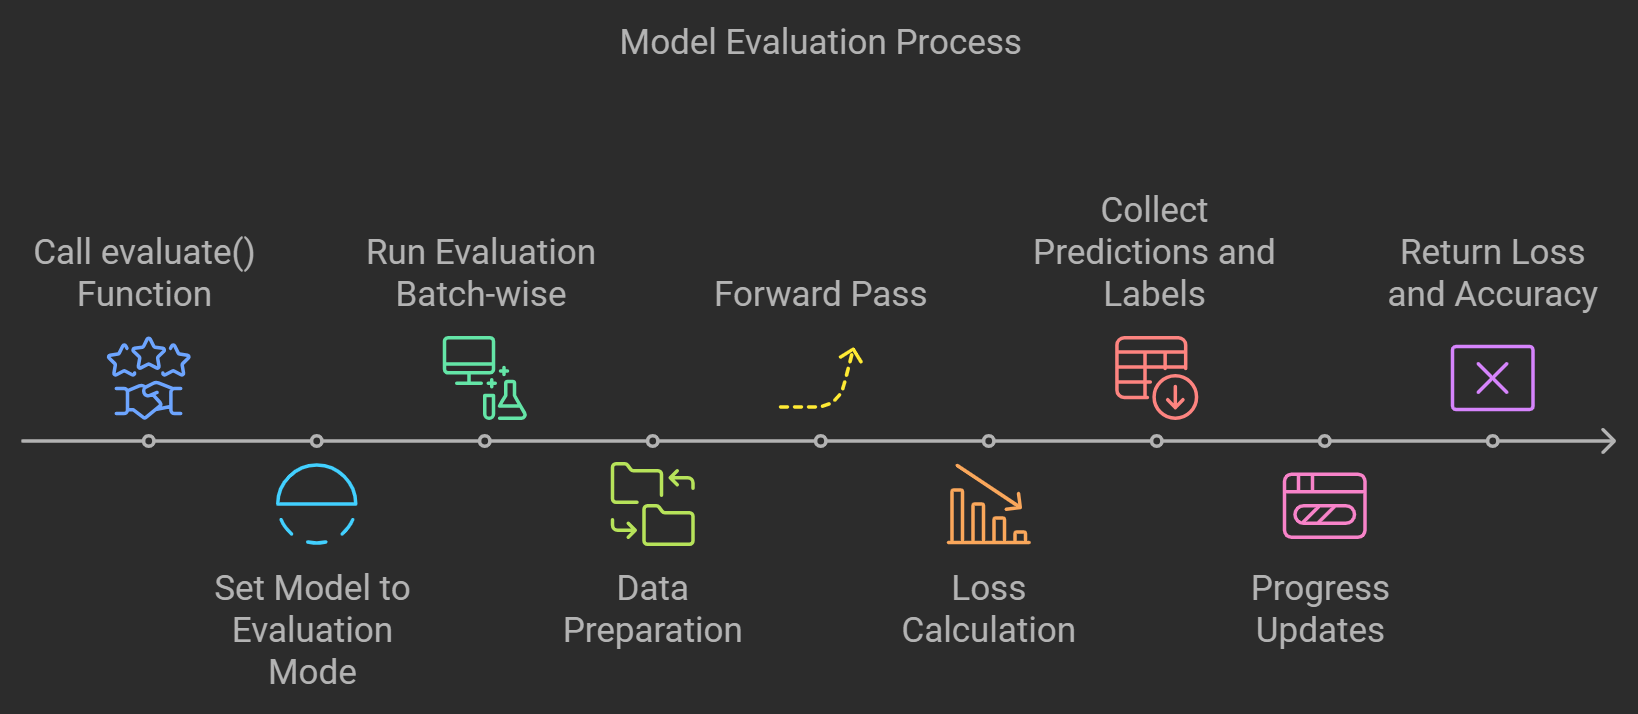 Model Evaluation Process
Call evaluate()
Function
Set Model to
Evaluation
Mode
Run Evaluation
Batch-wise
Data
Preparation
Forward Pass
Loss
Calculation
Collect
Predictions and
Labels
Progress
Updates
Return Loss
and Accuracy